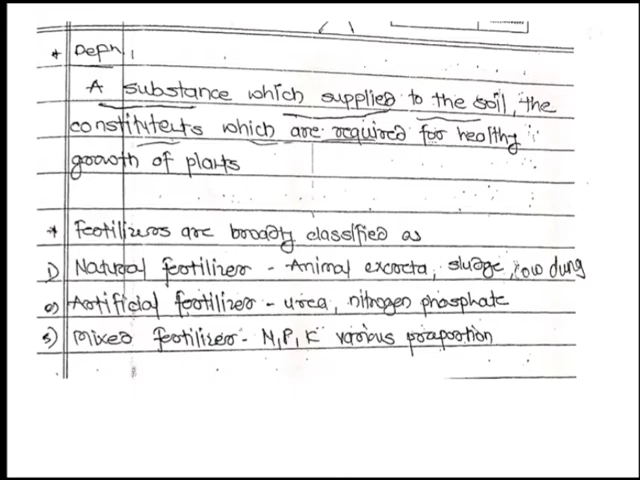 * Defn,
A substance which supplied to the soil, the
constituents which are required for healthy
growth of plants
* Fertilizers are broadly classified as
1) Natural fertilizer - Animal excreta, sludge, cow dung
2) Artificial fertilizer - urea, nitrogen phosphate
3) Mixed fertilizer - N, P, K various proportion